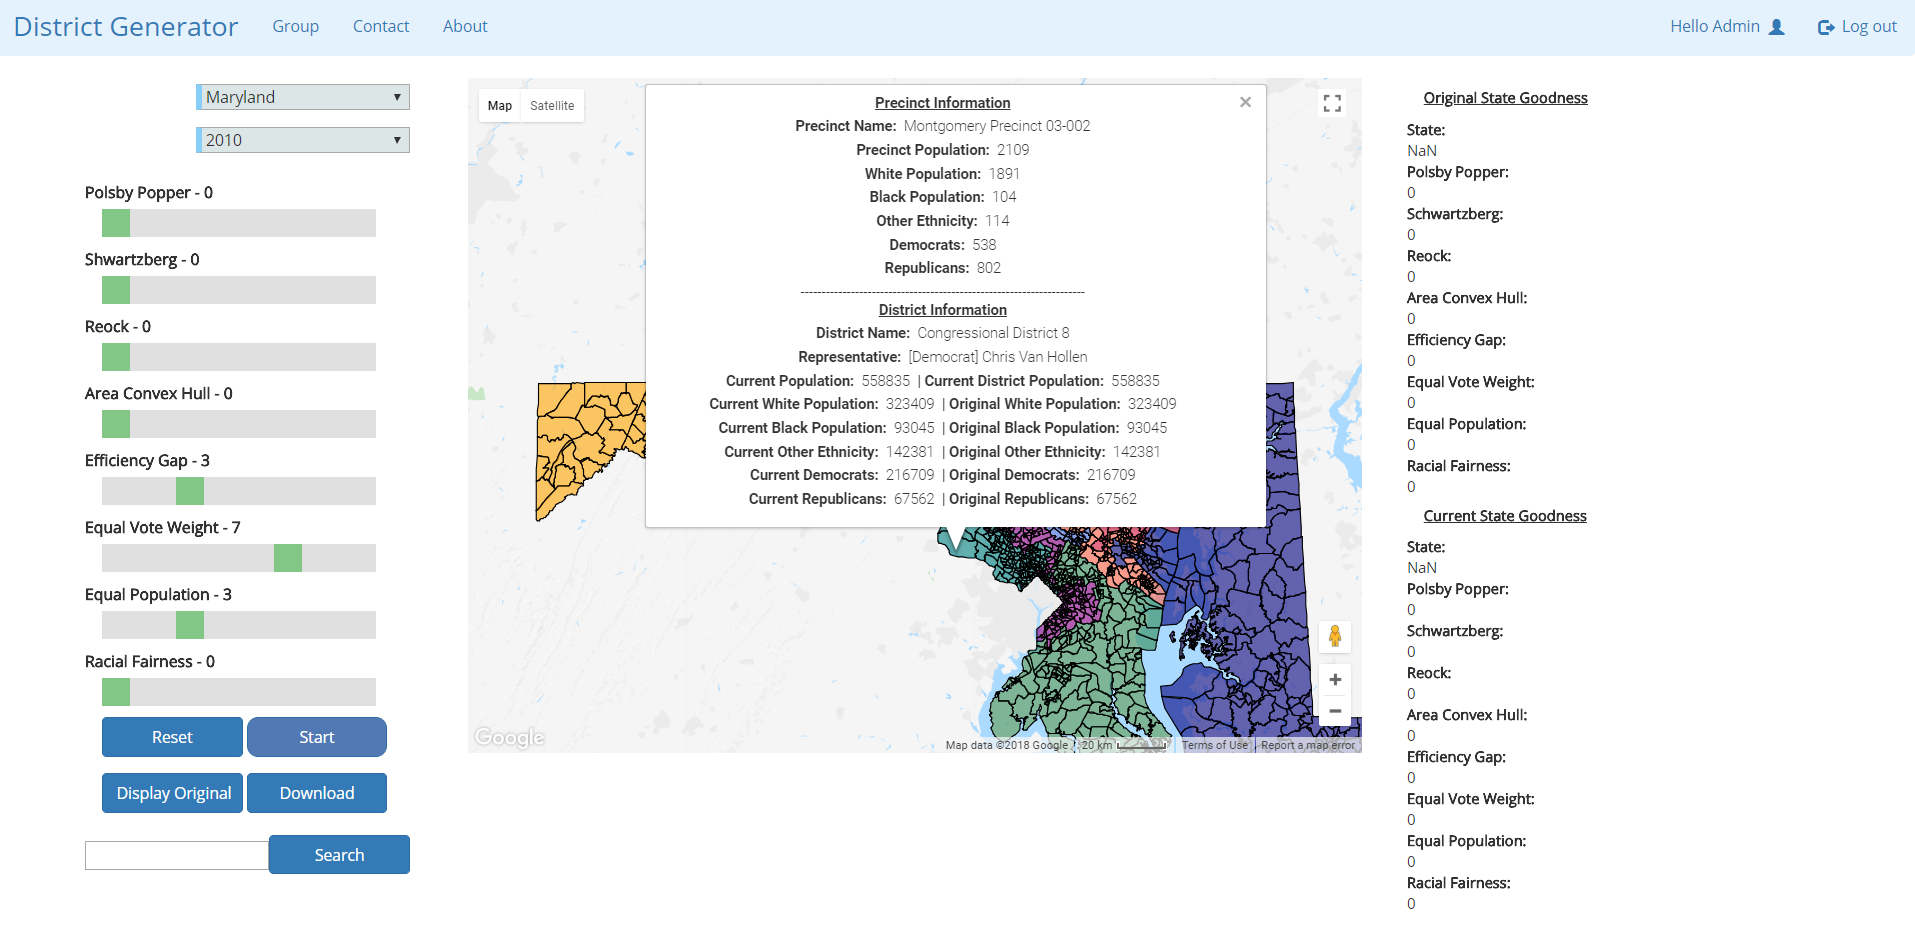 District Generator Group Contact About Hello Admin Log out
Maryland
2010
Polsby Popper - 0
Shwartzberg - 0
Reock - 0
Area Convex Hull - 0
Efficiency Gap - 3
Equal Vote Weight - 7
Equal Population - 3
Racial Fairness - 0
Reset Start
Display Original Download
Search
Map Satellite
Precinct Information
Precinct Name: Montgomery Precinct 03-002
Precinct Population: 2109
White Population: 1891
Black Population: 104
Other Ethnicity: 114
Democrats: 538
Republicans: 802
--------------------------------------------------------------------
District Information
District Name: Congressional District 8
Representative: [Democrat] Chris Van Hollen
Current Population: 558835 | Current District Population: 558835
Current White Population: 323409 | Original White Population: 323409
Current Black Population: 93045 | Original Black Population: 93045
Current Other Ethnicity: 142381 | Original Other Ethnicity: 142381
Current Democrats: 216709 | Original Democrats: 216709
Current Republicans: 67562 | Original Republicans: 67562
Google
Map data ©2018 Google 20 km Terms of Use Report a map error
Original State Goodness
State:
NaN
Polsby Popper:
0
Schwartzberg:
0
Reock:
0
Area Convex Hull:
0
Efficiency Gap:
0
Equal Vote Weight:
0
Equal Population:
0
Racial Fairness:
0
Current State Goodness
State:
NaN
Polsby Popper:
0
Schwartzberg:
0
Reock:
0
Area Convex Hull:
0
Efficiency Gap:
0
Equal Vote Weight:
0
Equal Population:
0
Racial Fairness:
0